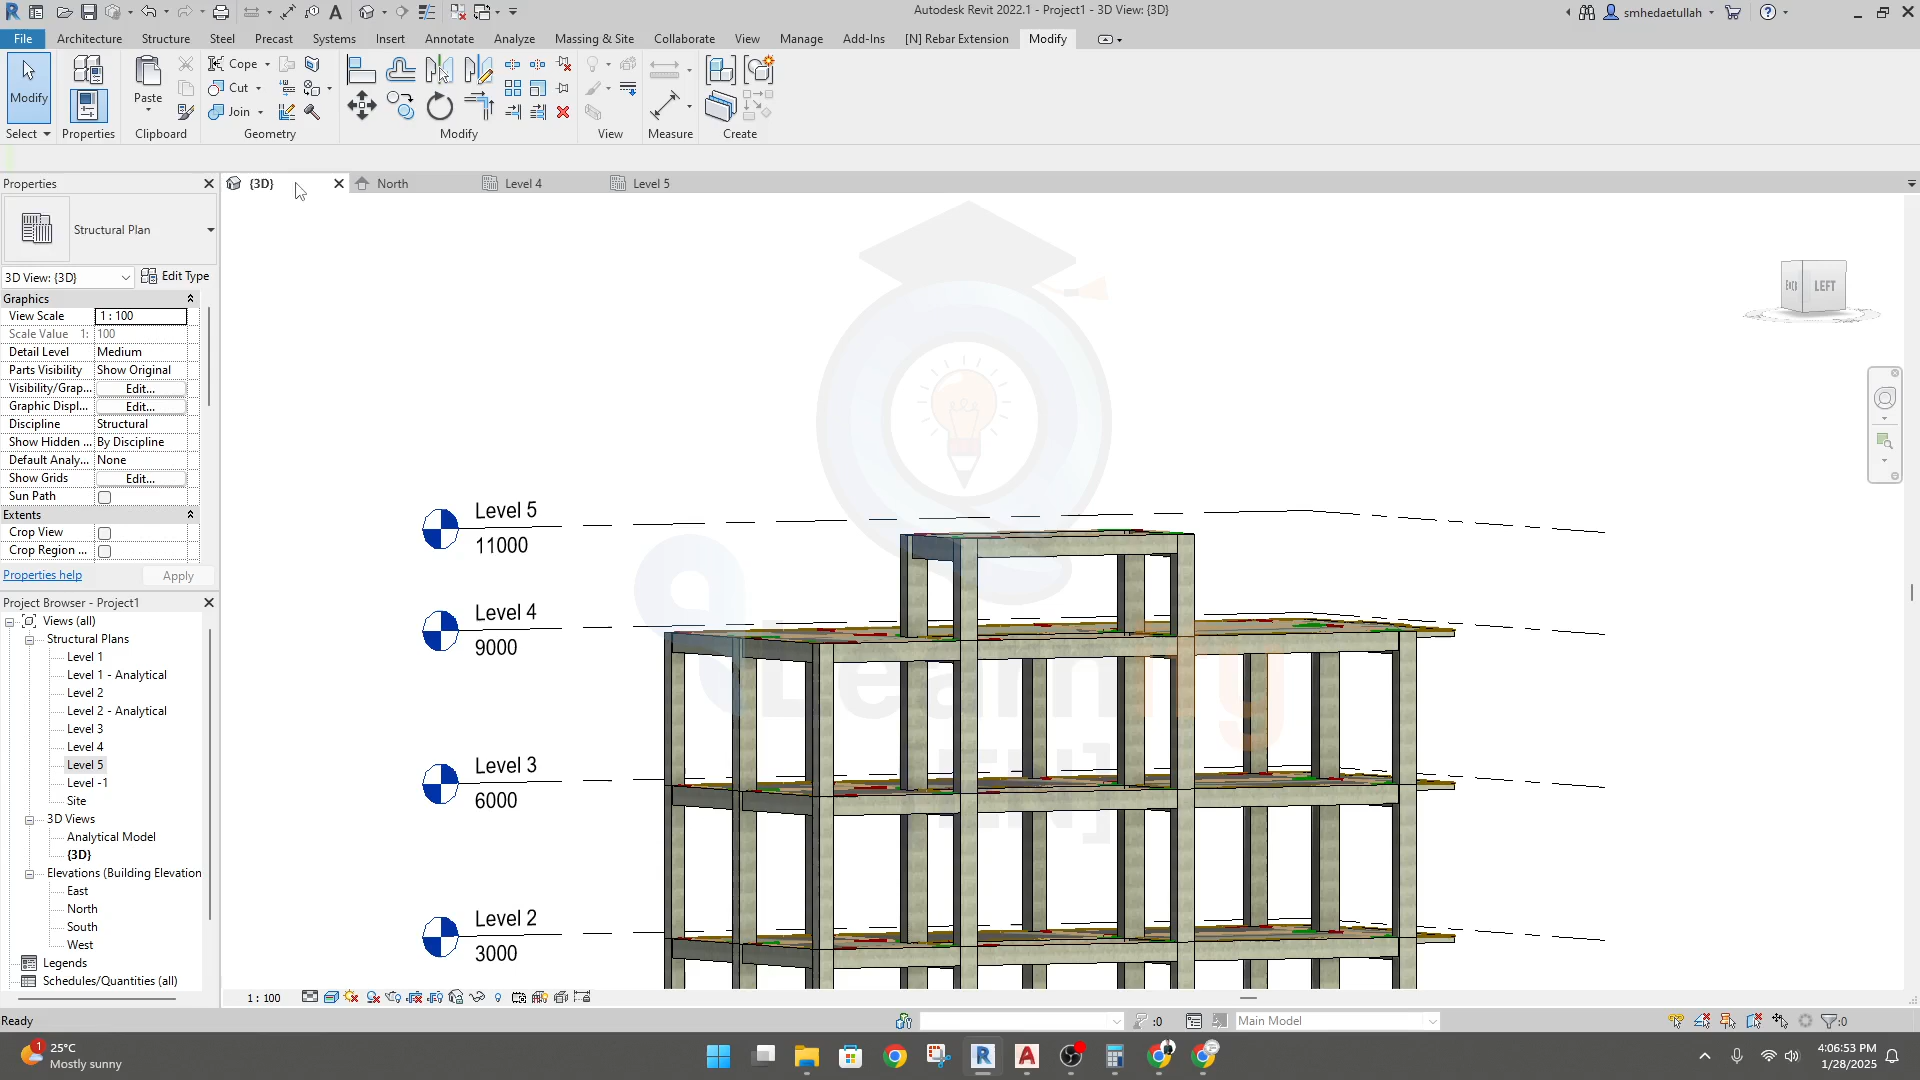 Autodesk Revit 2022.1 - Project1 - 3D View: {3D}
smhedaetullah
File
Architecture
Structure
Steel
Precast
Systems
Insert
Annotate
Analyze
Massing & Site
Collaborate
View
Manage
Add-Ins
[N] Rebar Extension
Modify
Modify
Paste
Cope
Cut
Join
Select
Properties
Clipboard
Geometry
Modify
View
Measure
Create
Properties
{3D}
North
Level 4
Level 5
Structural Plan
3D View: {3D}
Edit Type
Graphics
View Scale 1 : 100
Scale Value 1: 100
Detail Level Medium
Parts Visibility Show Original
Visibility/Grap... Edit...
Graphic Displ... Edit...
Discipline Structural
Show Hidden ... By Discipline
Default Analy... None
Show Grids Edit...
Sun Path
Extents
Crop View
Crop Region ...
Properties help
Apply
Project Browser - Project1
Views (all)
Structural Plans
Level 1
Level 1 - Analytical
Level 2
Level 2 - Analytical
Level 3
Level 4
Level 5
Level -1
Site
3D Views
Analytical Model
{3D}
Elevations (Building Elevation
East
North
South
West
Legends
Schedules/Quantities (all)
LEFT
Level 5
11000
Level 4
9000
Level 3
6000
Level 2
3000
Learnify
[EN]
1 : 100
Ready
:0
Main Model
:0
1
25°C
Mostly sunny
4:06:53 PM
1/28/2025